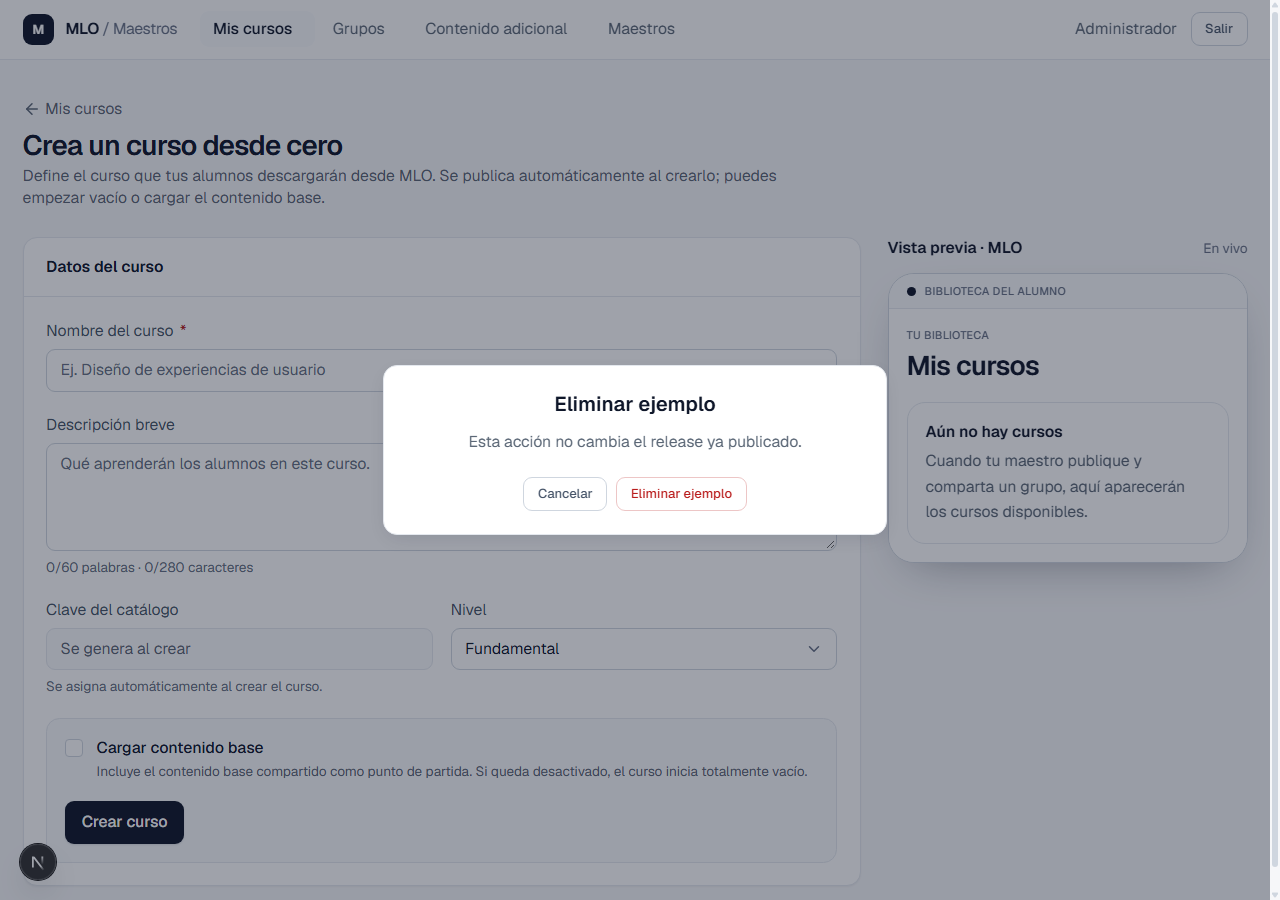 M MLO / Maestros Mis cursos Grupos Contenido adicional Maestros Administrador Salir
← Mis cursos
Crea un curso desde cero
Define el curso que tus alumnos descargarán desde MLO. Se publica automáticamente al crearlo; puedes
empezar vacío o cargar el contenido base.
Datos del curso
Nombre del curso *
Ej. Diseño de experiencias de usuario
Descripción breve
Qué aprenderán los alumnos en este curso.
0/60 palabras · 0/280 caracteres
Clave del catálogo
Se genera al crear
Se asigna automáticamente al crear el curso.
Nivel
Fundamental
Cargar contenido base
Incluye el contenido base compartido como punto de partida. Si queda desactivado, el curso inicia totalmente vacío.
Crear curso
N
Eliminar ejemplo
Esta acción no cambia el release ya publicado.
Cancelar Eliminar ejemplo
Vista previa · MLO En vivo
BIBLIOTECA DEL ALUMNO
TU BIBLIOTECA
Mis cursos
Aún no hay cursos
Cuando tu maestro publique y
comparta un grupo, aquí aparecerán
los cursos disponibles.